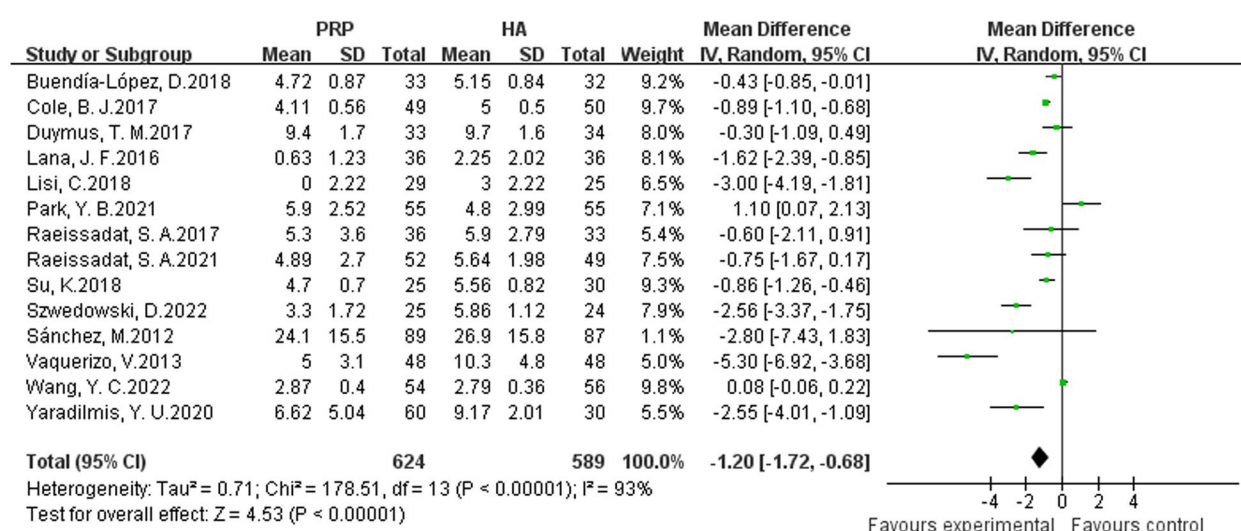 PRP HA Mean Difference Mean Difference
Study or Subgroup Mean SD Total Mean SD Total Weight IV, Random, 95% CI IV, Random, 95% CI
Buendía-López, D.2018 4.72 0.87 33 5.15 0.84 32 9.2% -0.43 [-0.85, -0.01]
Cole, B. J.2017 4.11 0.56 49 5 0.5 50 9.7% -0.89 [-1.10, -0.68]
Duymus, T. M.2017 9.4 1.7 33 9.7 1.6 34 8.0% -0.30 [-1.09, 0.49]
Lana, J. F.2016 0.63 1.23 36 2.25 2.02 36 8.1% -1.62 [-2.39, -0.85]
Lisi, C.2018 0 2.22 29 3 2.22 25 6.5% -3.00 [-4.19, -1.81]
Park, Y. B.2021 5.9 2.52 55 4.8 2.99 55 7.1% 1.10 [0.07, 2.13]
Raeissadat, S. A.2017 5.3 3.6 36 5.9 2.79 33 5.4% -0.60 [-2.11, 0.91]
Raeissadat, S. A.2021 4.89 2.7 52 5.64 1.98 49 7.5% -0.75 [-1.67, 0.17]
Su, K.2018 4.7 0.7 25 5.56 0.82 30 9.3% -0.86 [-1.26, -0.46]
Szwedowski, D.2022 3.3 1.72 25 5.86 1.12 24 7.9% -2.56 [-3.37, -1.75]
Sánchez, M.2012 24.1 15.5 89 26.9 15.8 87 1.1% -2.80 [-7.43, 1.83]
Vaquerizo, V.2013 5 3.1 48 10.3 4.8 48 5.0% -5.30 [-6.92, -3.68]
Wang, Y. C.2022 2.87 0.4 54 2.79 0.36 56 9.8% 0.08 [-0.06, 0.22]
Yaradilmis, Y. U.2020 6.62 5.04 60 9.17 2.01 30 5.5% -2.55 [-4.01, -1.09]
Total (95% CI) 624 589 100.0% -1.20 [-1.72, -0.68]
Heterogeneity: Tau² = 0.71; Chi² = 178.51, df = 13 (P < 0.00001); I² = 93%
Test for overall effect: Z = 4.53 (P < 0.00001)
-4 -2 0 2 4
Favours experimental Favours control